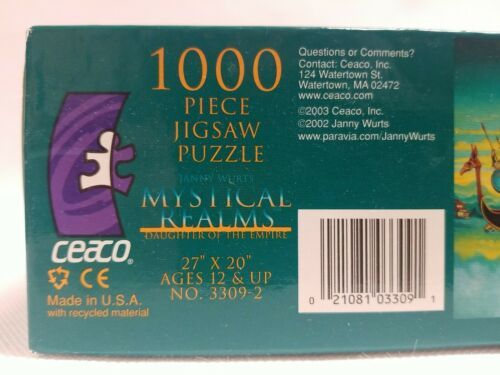 1000
PIECE
JIGSAW
PUZZLE
JANNY WURTS
MYSTICAL
REALMS
DAUGHTER OF THE EMPIRE
27" X 20"
AGES 12 & UP
NO. 3309-2
ceaco®
CE
Made in U.S.A.
with recycled material
Questions or Comments?
Contact: Ceaco, Inc.
124 Watertown St.
Watertown, MA 02472
www.ceaco.com
©2003 Ceaco, Inc.
©2002 Janny Wurts
www.paravia.com/JannyWurts
0 21081 03309 1